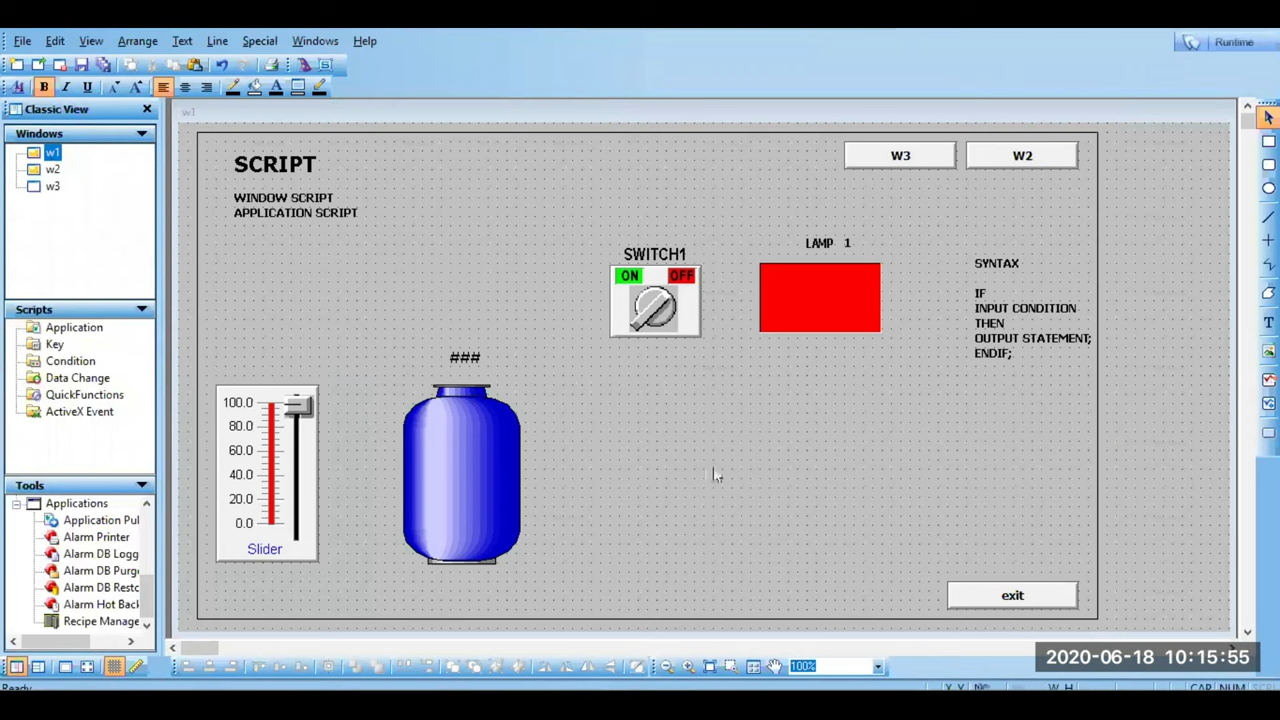 File Edit View Arrange Text Line Special Windows Help
Runtime
Classic View
w1
Windows
w1
w2
w3
SCRIPT
W3
W2
WINDOW SCRIPT
APPLICATION SCRIPT
SWITCH1
ON OFF
LAMP 1
SYNTAX
IF
INPUT CONDITION
THEN
OUTPUT STATEMENT;
ENDIF;
Scripts
Application
Key
Condition
Data Change
QuickFunctions
ActiveX Event
###
100.0
80.0
60.0
40.0
20.0
0.0
Slider
Tools
Applications
Application Pul
Alarm Printer
Alarm DB Logg
Alarm DB Purg
Alarm DB Restc
Alarm Hot Back
Recipe Manage
exit
100%
2020-06-18 10:15:55
Ready
X, Y
W, H
CAP NUM